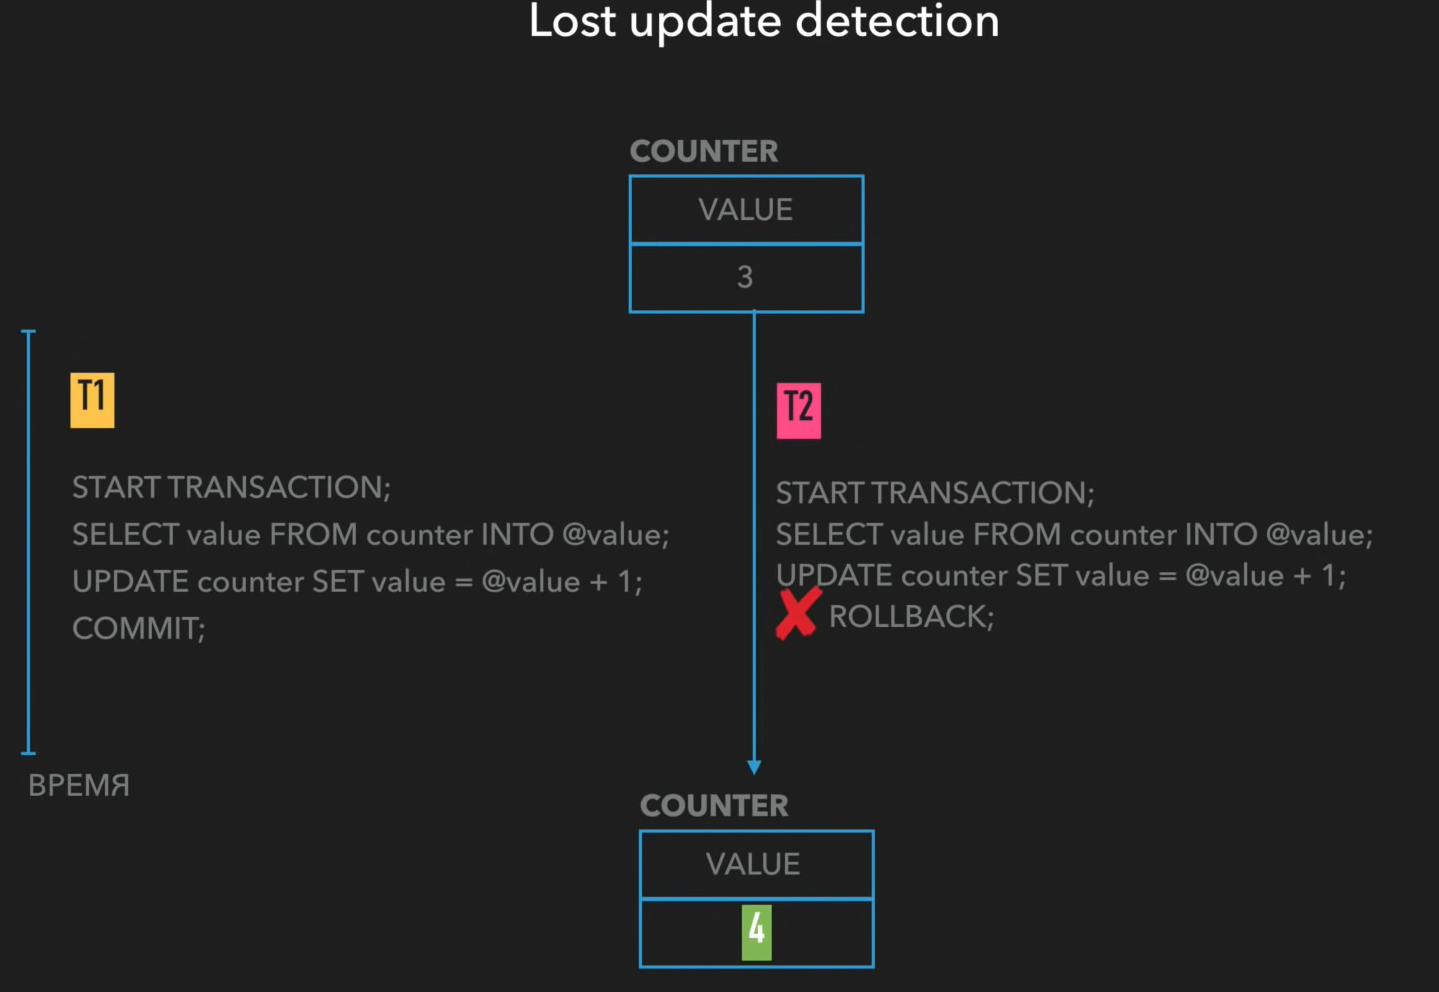 Lost update detection
COUNTER
VALUE
3
T1
START TRANSACTION;
SELECT value FROM counter INTO @value;
UPDATE counter SET value = @value + 1;
COMMIT;
T2
START TRANSACTION;
SELECT value FROM counter INTO @value;
UPDATE counter SET value = @value + 1;
ROLLBACK;
ВРЕМЯ
COUNTER
VALUE
4